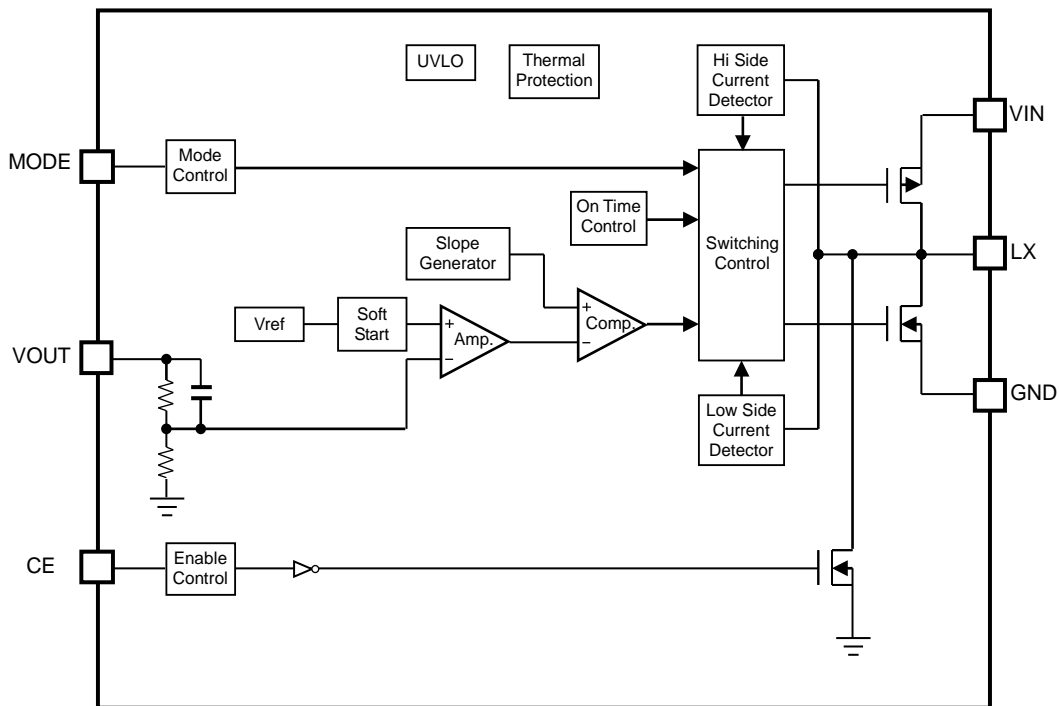 UVLO
Thermal
Protection
Hi Side
Current
Detector
VIN
MODE
Mode
Control
On Time
Control
Switching
Control
LX
Slope
Generator
Vref
Soft
Start
+
Amp.
−
+
Comp.
−
VOUT
GND
Low Side
Current
Detector
CE
Enable
Control